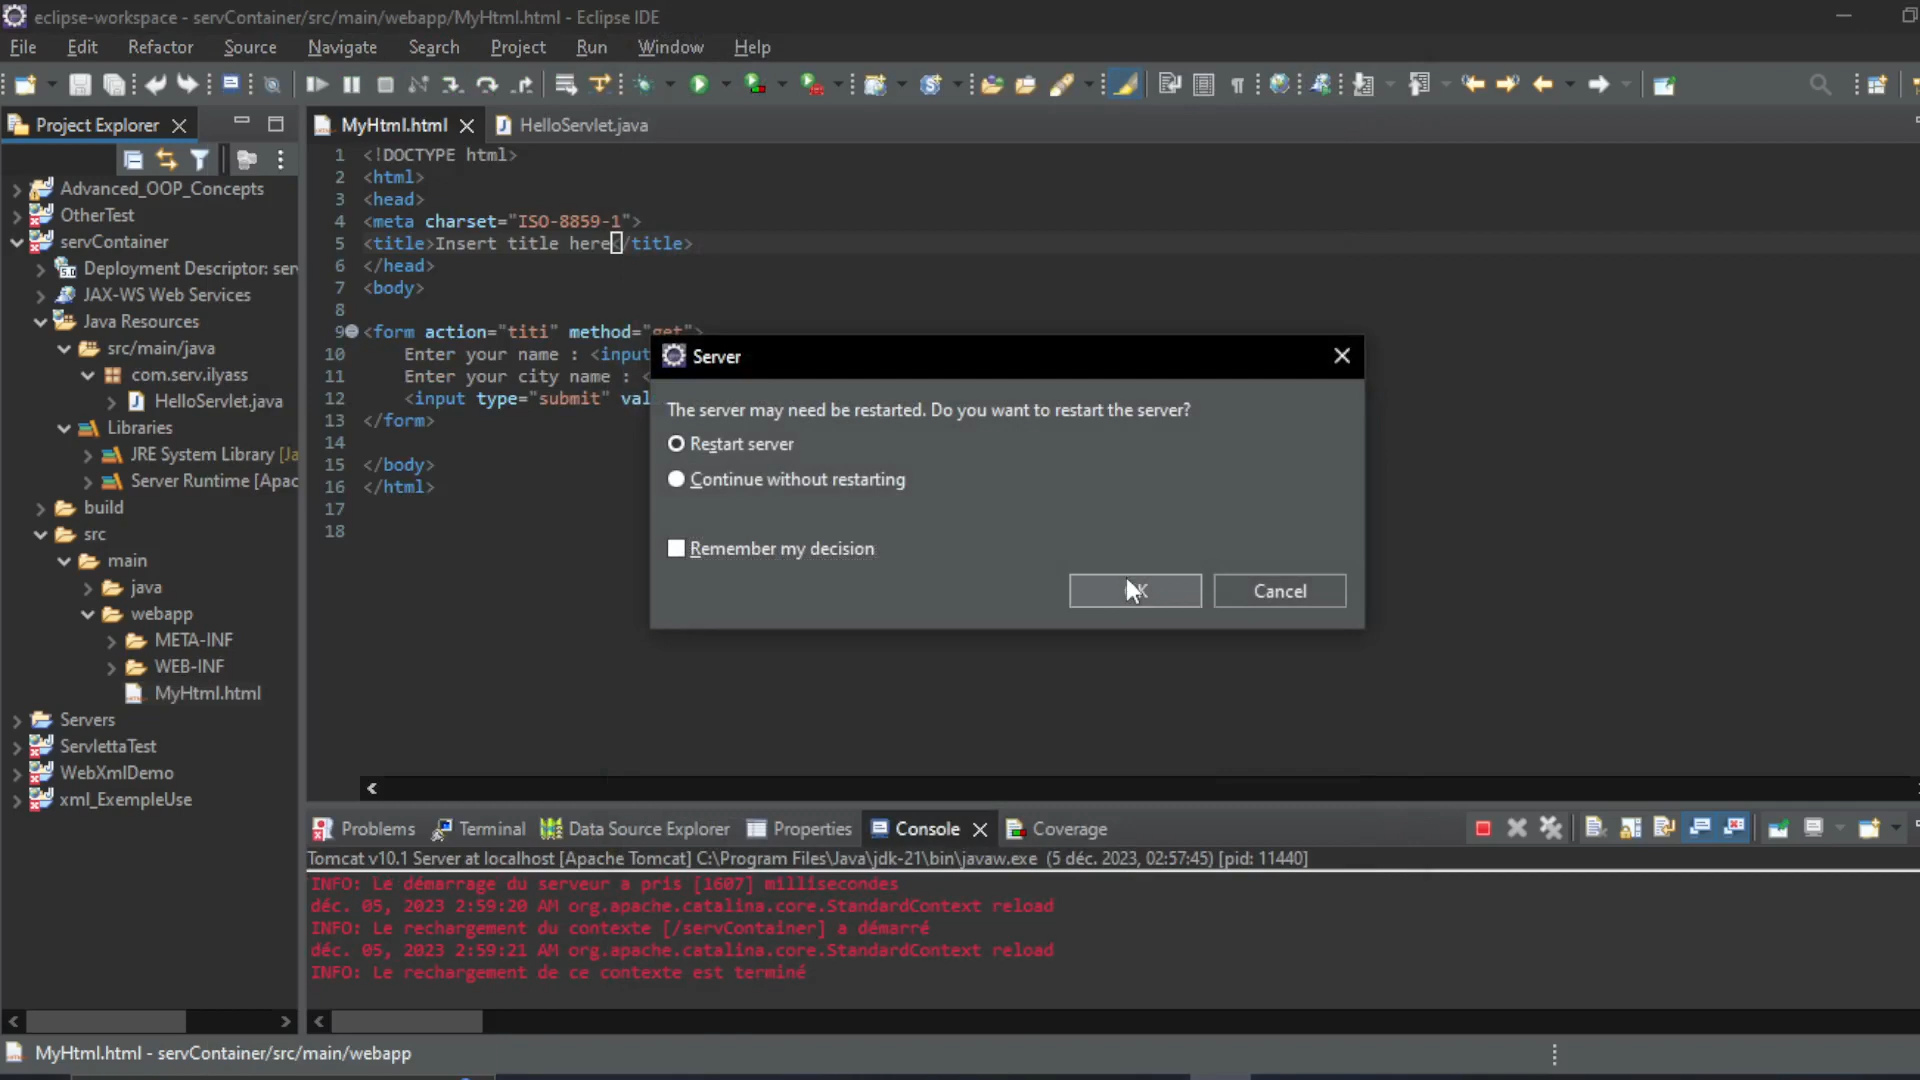 eclipse-workspace - servContainer/src/main/webapp/MyHtml.html - Eclipse IDE
File Edit Refactor Source Navigate Search Project Run Window Help
Project Explorer
MyHtml.html HelloServlet.java
Advanced_OOP_Concepts
OtherTest
servContainer
Deployment Descriptor: ser
JAX-WS Web Services
Java Resources
src/main/java
com.serv.ilyass
HelloServlet.java
Libraries
JRE System Library [Ja
Server Runtime [Apac
build
src
main
java
webapp
META-INF
WEB-INF
MyHtml.html
Servers
ServlettaTest
WebXmlDemo
xml_ExempleUse
1 <!DOCTYPE html>
2 <html>
3 <head>
4 <meta charset="ISO-8859-1">
5 <title>Insert title here</title>
6 </head>
7 <body>
8
9 <form action="titi" method="get">
10 Enter your name : <input
11 Enter your city name : <
12 <input type="submit" val
13 </form>
14
15 </body>
16 </html>
17
18
Server
The server may need be restarted. Do you want to restart the server?
Restart server
Continue without restarting
Remember my decision
Cancel
Problems Terminal Data Source Explorer Properties Console Coverage
Tomcat v10.1 Server at localhost [Apache Tomcat] C:\Program Files\Java\jdk-21\bin\javaw.exe (5 déc. 2023, 02:57:45) [pid: 11440]
INFO: Le démarrage du serveur a pris [1607] millisecondes
déc. 05, 2023 2:59:20 AM org.apache.catalina.core.StandardContext reload
INFO: Le rechargement du contexte [/servContainer] a démarré
déc. 05, 2023 2:59:21 AM org.apache.catalina.core.StandardContext reload
INFO: Le rechargement de ce contexte est terminé
MyHtml.html - servContainer/src/main/webapp